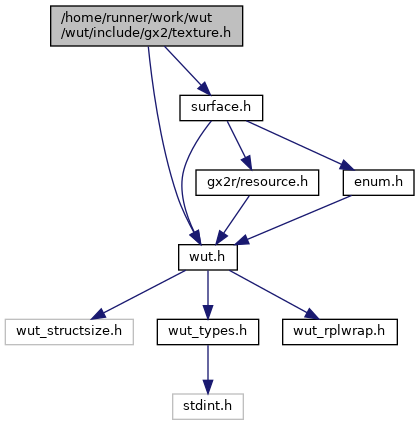 /home/runner/work/wut
/wut/include/gx2/texture.h
surface.h
gx2r/resource.h
enum.h
wut.h
wut_structsize.h
wut_types.h
wut_rplwrap.h
stdint.h